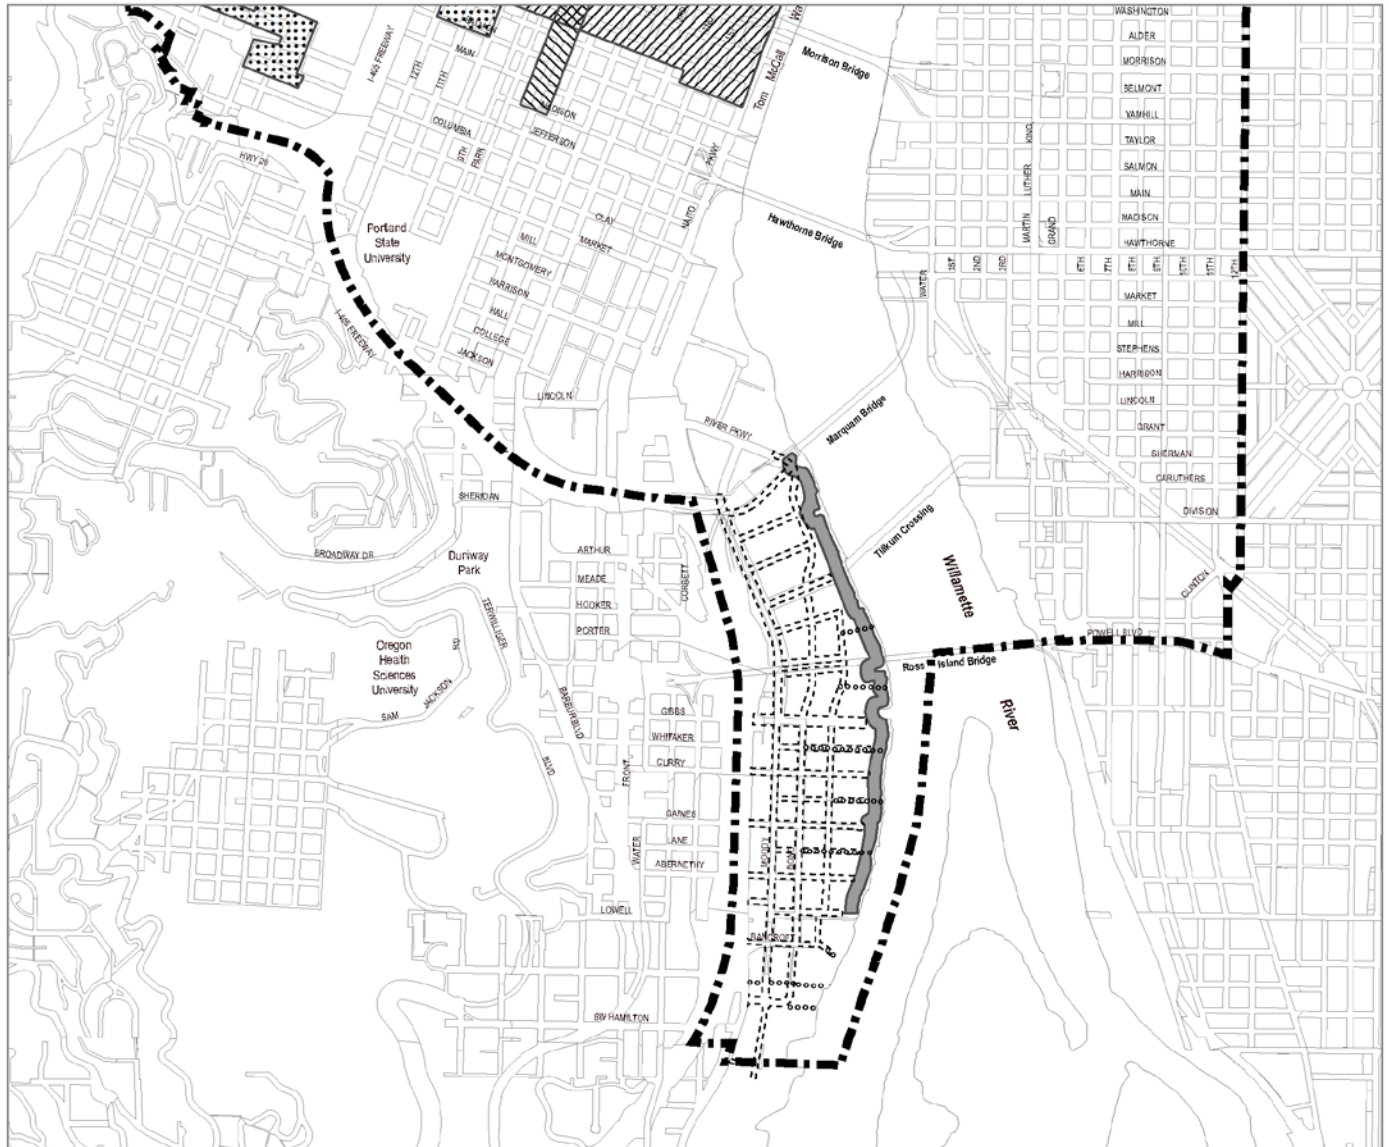 WASHINGTON
ALDER
MORRISON
BELMONT
YAMHILL
TAYLOR
SALMON
MAIN
MADISON
HAWTHORNE
MARKET
MILL
STEPHENS
HARRISON
LINCOLN
GRANT
SHERMAN
CARUTHERS
DIVISION
CLINTON
POWELL BLVD
KING
LUTHER
MARTIN
GRAND
WATER
1ST
2ND
3RD
6TH
7TH
8TH
9TH
10TH
11TH
12TH
Morrison Bridge
Tom McCall Wa
Hawthorne Bridge
Marquam Bridge
Tilikum Crossing
Ross Island Bridge
Willamette
River
I-405 FREEWAY
12TH
11TH
MAIN
MADISON
COLUMBIA
JEFFERSON
9TH
PARK
HWY 26
PKWY
NAITO
CLAY
MARKET
MILL
MONTGOMERY
HARRISON
HALL
COLLEGE
JACKSON
LINCOLN
RIVER PKWY
Portland
State
University
I-405 FREEWAY
SHERIDAN
BROADWAY DR
Duniway
Park
ARTHUR
MEADE
HOOKER
PORTER
CORBETT
TERWILLIGER
BLVD
Oregon
Health
Sciences
University
SAM
JACKSON
RD
BARBUR BLVD
GIBBS
WHITAKER
CURRY
FRONT
GAINES
LANE
ABERNETHY
WATER
LOWELL
MOODY
BOND
BANCROFT
SW HAMILTON